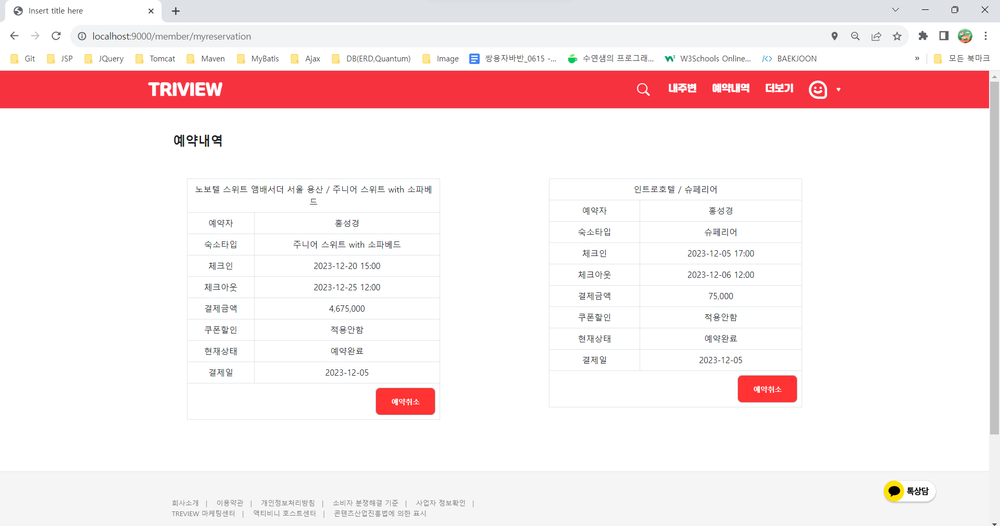 Insert title here
localhost:9000/member/myreservation
Git JSP JQuery Tomcat Maven MyBatis Ajax DB(ERD,Quantum) Image 쌍용자바반_0615 -... 수연샘의 프로그래... W3Schools Online... BAEKJOON » 모든 북마크
TRIVIEW 내주변 예약내역 더보기
예약내역
노보텔 스위트 앰배서더 서울 용산 / 주니어 스위트 with 소파베
드
예약자 홍성경
숙소타입 주니어 스위트 with 소파베드
체크인 2023-12-20 15:00
체크아웃 2023-12-25 12:00
결제금액 4,675,000
쿠폰할인 적용안함
현재상태 예약완료
결제일 2023-12-05
예약취소
인트로호텔 / 슈페리어
예약자 홍성경
숙소타입 슈페리어
체크인 2023-12-05 17:00
체크아웃 2023-12-06 12:00
결제금액 75,000
쿠폰할인 적용안함
현재상태 예약완료
결제일 2023-12-05
예약취소
톡상담
회사소개 | 이용약관 | 개인정보처리방침 | 소비자 분쟁해결 기준 | 사업자 정보확인 |
TREVIEW 마케팅센터 | 액티비니 호스트센터 | 콘텐츠산업진흥법에 의한 표시